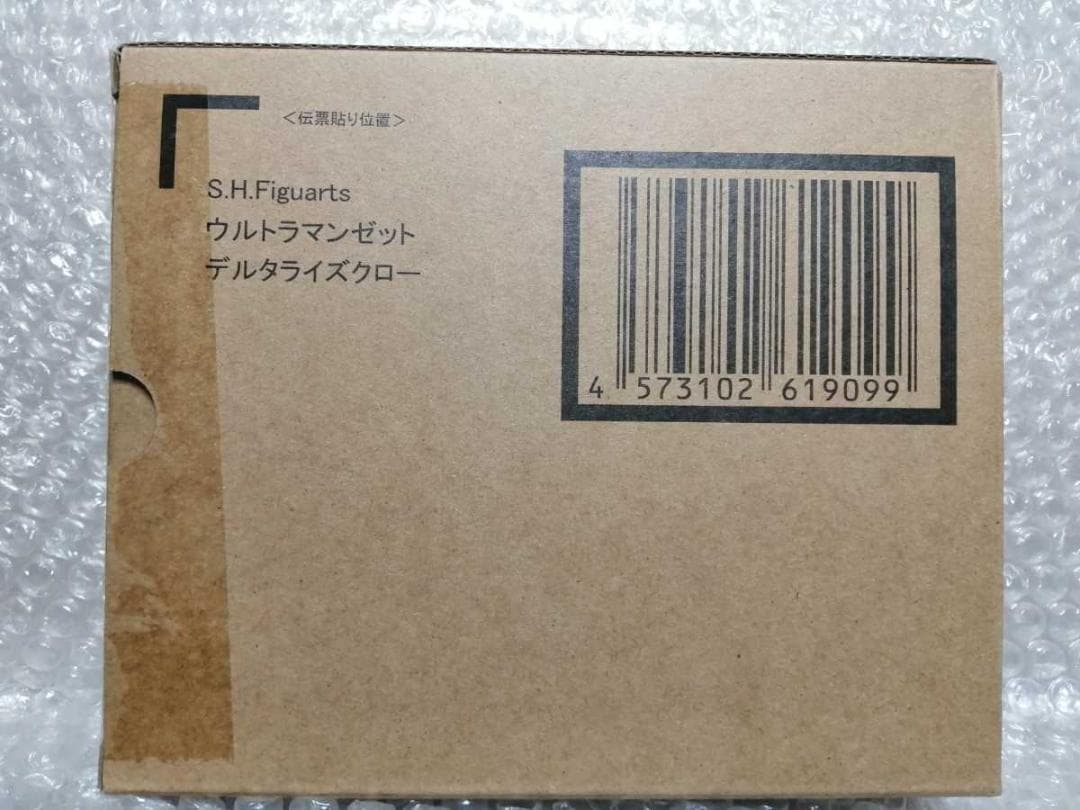 <伝票貼り位置>
S.H.Figuarts
ウルトラマンゼット
デルタライズクロー
4 573102 619099